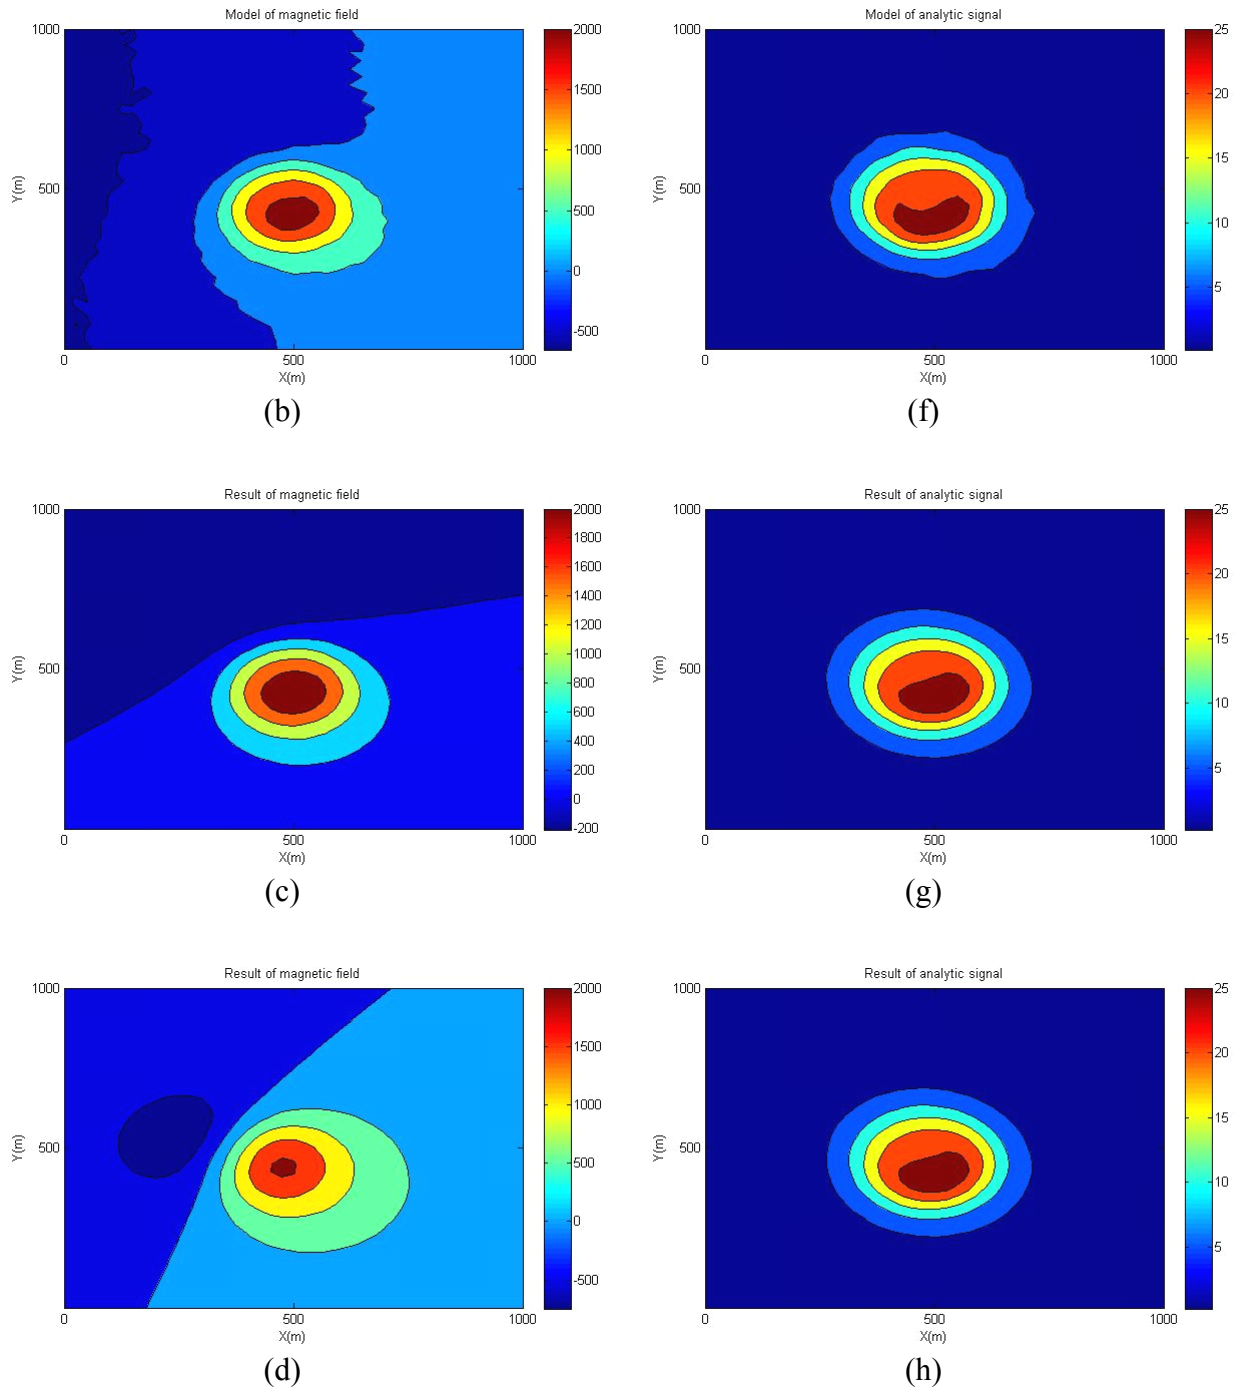 Model of magnetic field
1000
500
Y(m)
0
500
1000
X(m)
2000
1500
1000
500
0
-500
(b)
Model of analytic signal
1000
500
Y(m)
0
500
1000
X(m)
25
20
15
10
5
(f)
Result of magnetic field
1000
500
Y(m)
0
500
1000
X(m)
2000
1800
1600
1400
1200
1000
800
600
400
200
0
-200
(c)
Result of analytic signal
1000
500
Y(m)
0
500
1000
X(m)
25
20
15
10
5
(g)
Result of magnetic field
1000
500
Y(m)
0
500
1000
X(m)
2000
1500
1000
500
0
-500
(d)
Result of analytic signal
1000
500
Y(m)
0
500
1000
X(m)
25
20
15
10
5
(h)